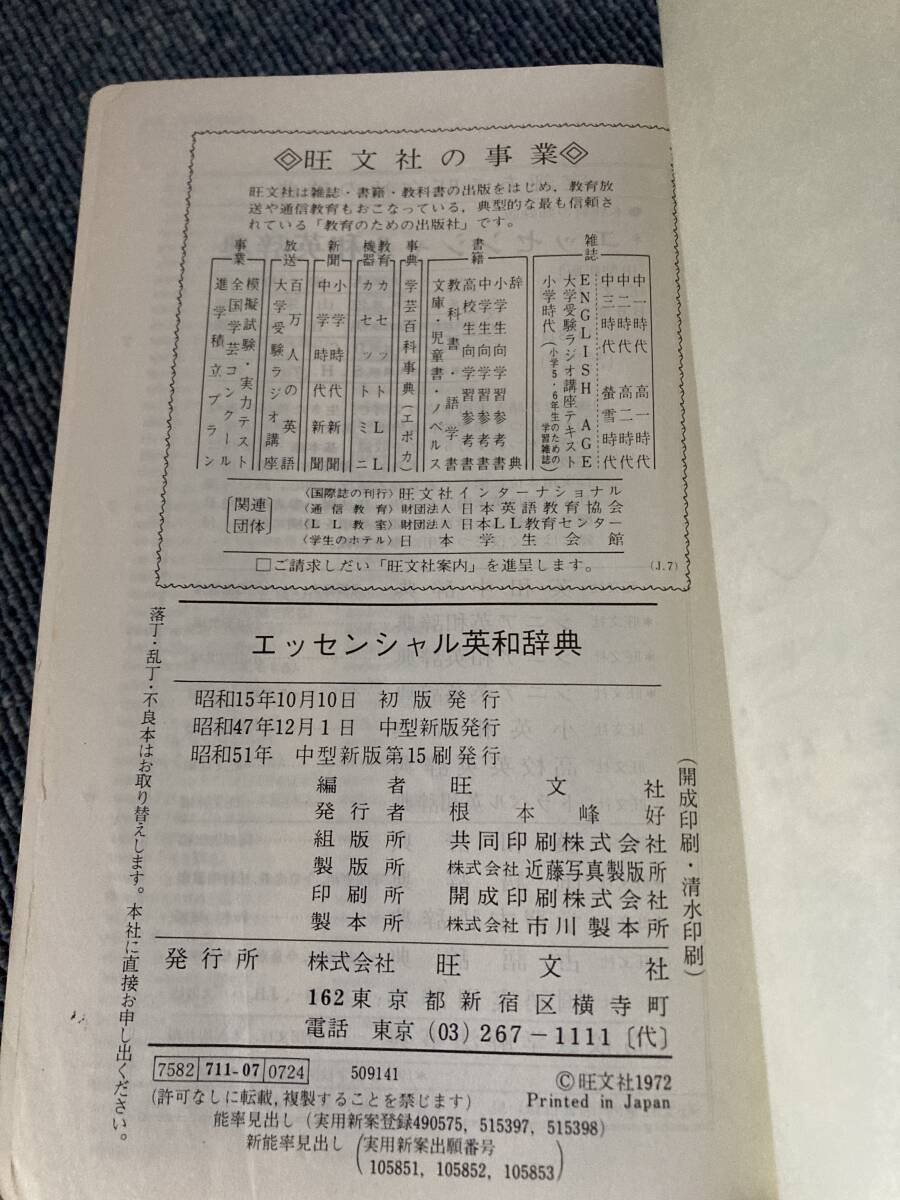 ◇旺文社の事業◇
旺文社は雑誌・書籍・教科書の出版をはじめ，教育放
送や通信教育もおこなっている，典型的な最も信頼さ
れている「教育のための出版社」です。
雑誌
中一時代 高一時代
中二時代 高二時代
中三時代 螢雪時代
ENGLISH AGE
大学受験ラジオ講座テキスト
小学時代（小学5・6年生のための学習雑誌）
書籍
辞典
小学生向学習参考書
中学生向学習参考書
高校生向学習参考書
教科書・語学書
文庫・児童書・ノベルス
事典
学芸百科事典（エポカ）
教育機器
カセットLL
カセットミニ
新聞
小学時代新聞
中学時代新聞
放送
百万人の英語
大学受験ラジオ講座
事業
模擬試験・実力テスト
全国学芸コンクール
進学積立プラン
〔関連団体〕
〈国際誌の刊行〉旺文社インターナショナル
〈通信教育〉財団法人 日本英語教育協会
〈ＬＬ教室〉財団法人 日本ＬＬ教育センター
〈学生のホテル〉日本学生会館
□ご請求しだい「旺文社案内」を進呈します。 (J.7)
エッセンシャル英和辞典
昭和15年10月10日 初版発行
昭和47年12月1日 中型新版発行
昭和51年 中型新版第15刷発行
編者 旺文社
発行者 根本峰好
組版所 共同印刷株式会社
製版所 株式会社 近藤写真製版所
印刷所 開成印刷株式会社
製本所 株式会社 市川製本所
（開成印刷・清水印刷）
発行所 株式会社 旺文社
162東京都新宿区横寺町
電話 東京 (03) 267－1111〔代〕
落丁・乱丁・不良本はお取り替えします。本社に直接お申し出ください。
7582 711-07 0724 509141
©旺文社1972
(許可なしに転載, 複製することを禁じます) Printed in Japan
能率見出し (実用新案登録490575, 515397, 515398)
新能率見出し (実用新案出願番号
105851, 105852, 105853)